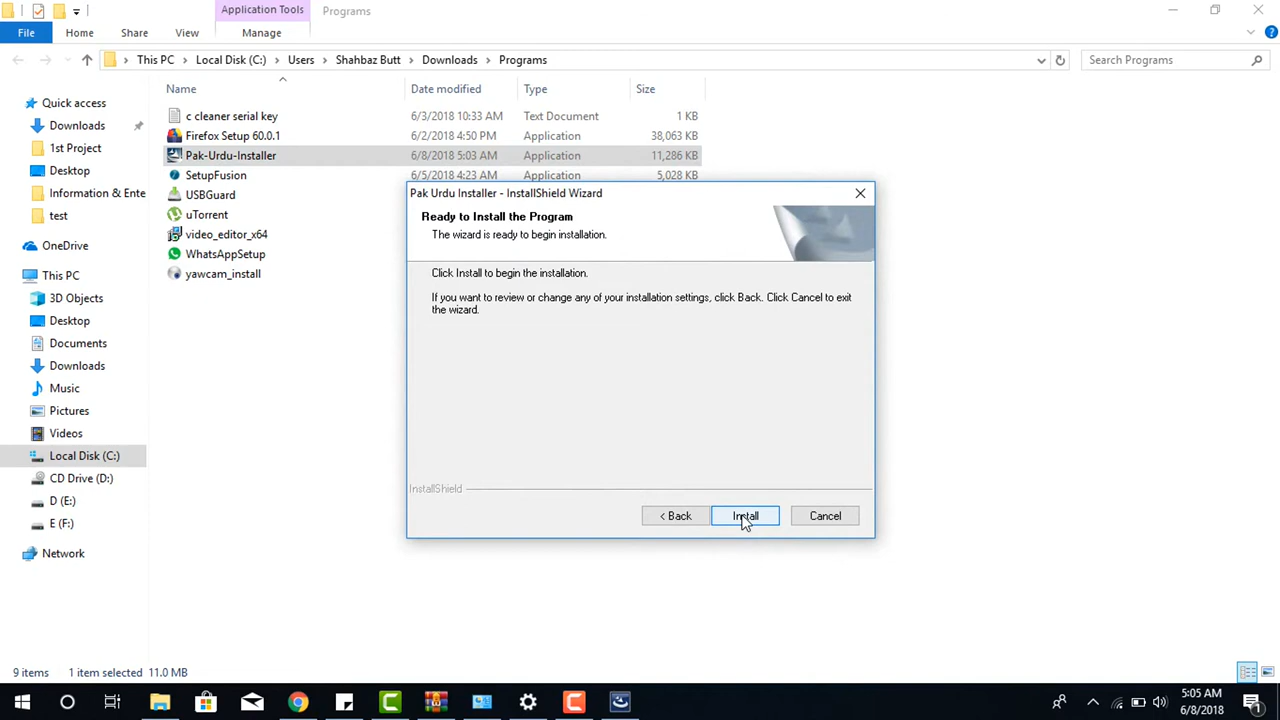 Application Tools
Programs
File
Home
Share
View
Manage
This PC
Local Disk (C:)
Users
Shahbaz Butt
Downloads
Programs
Search Programs
Name
Date modified
Type
Size
c cleaner serial key 6/3/2018 10:33 AM Text Document 1 KB
Firefox Setup 60.0.1 6/2/2018 4:50 PM Application 38,063 KB
Pak-Urdu-Installer 6/8/2018 5:03 AM Application 11,286 KB
SetupFusion 6/5/2018 4:23 AM Application 5,028 KB
USBGuard
uTorrent
video_editor_x64
WhatsAppSetup
yawcam_install
Quick access
Downloads
1st Project
Desktop
Information & Ente
test
OneDrive
This PC
3D Objects
Desktop
Documents
Downloads
Music
Pictures
Videos
Local Disk (C:)
CD Drive (D:)
D (E:)
E (F:)
Network
Pak Urdu Installer - InstallShield Wizard
Ready to Install the Program
The wizard is ready to begin installation.
Click Install to begin the installation.
If you want to review or change any of your installation settings, click Back. Click Cancel to exit
the wizard.
InstallShield
< Back
Install
Cancel
9 items 1 item selected 11.0 MB
5:05 AM
6/8/2018